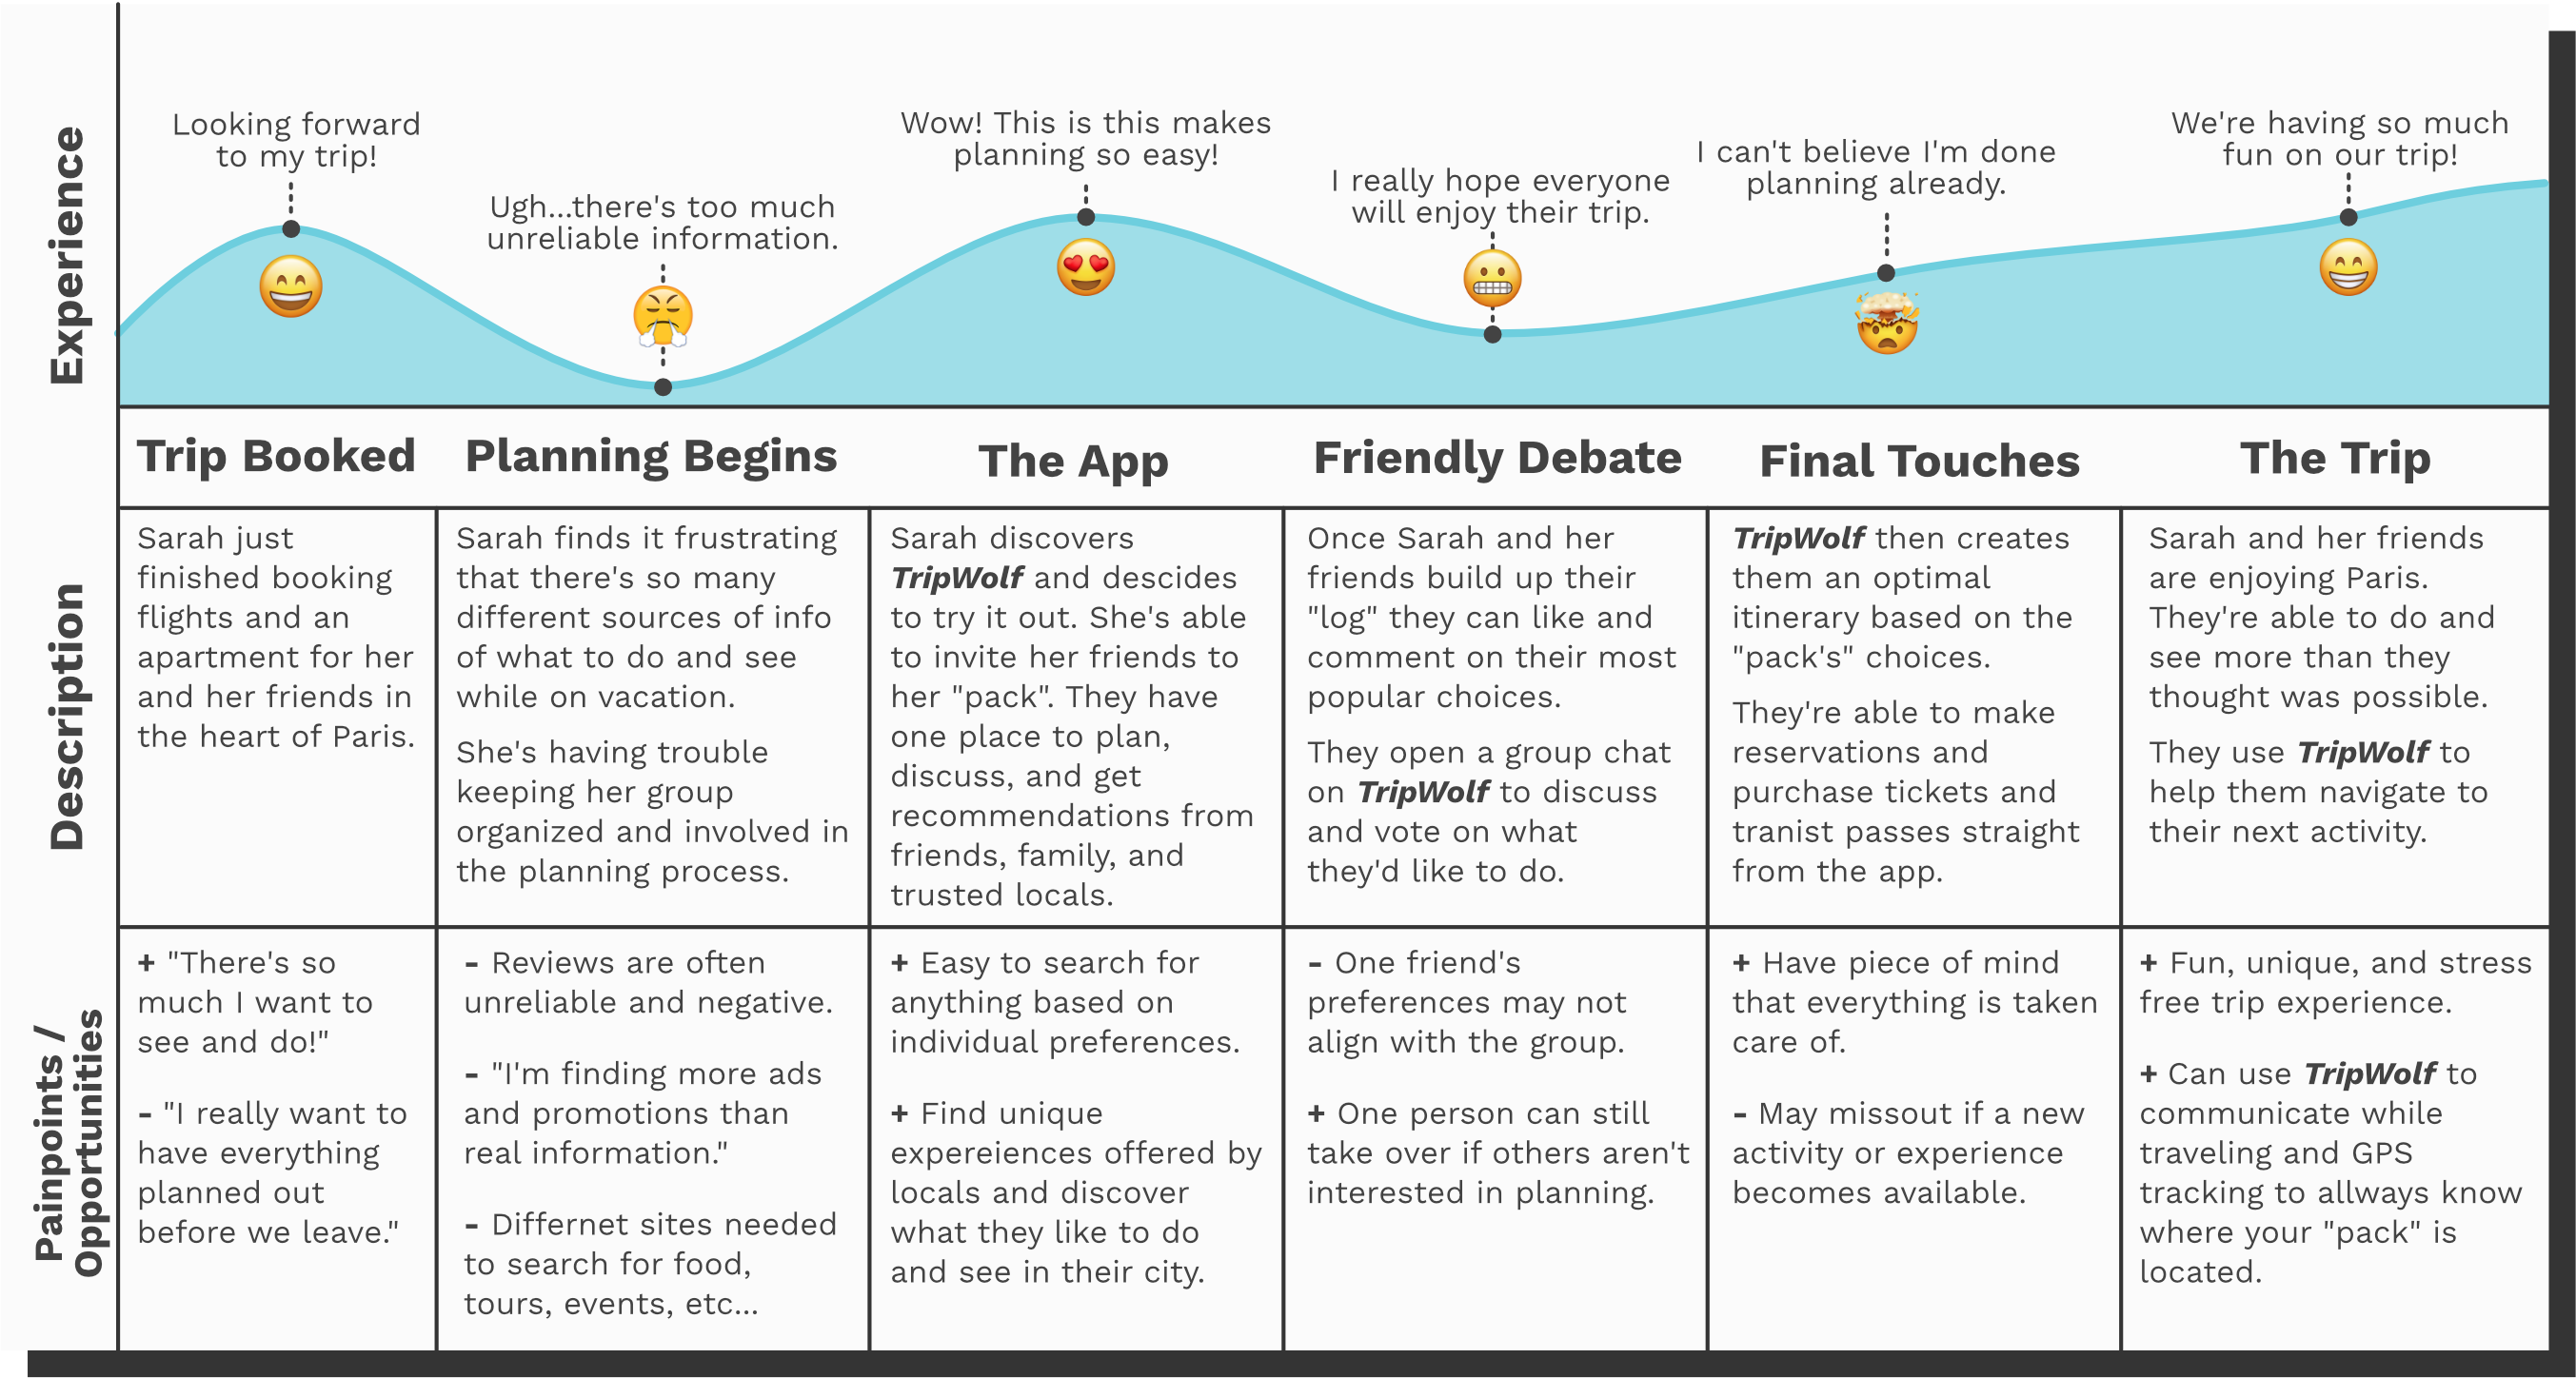 Experience
Looking forward
to my trip!
Ugh...there's too much
unreliable information.
Wow! This is this makes
planning so easy!
I really hope everyone
will enjoy their trip.
I can't believe I'm done
planning already.
We're having so much
fun on our trip!
Trip Booked
Planning Begins
The App
Friendly Debate
Final Touches
The Trip
Description
Sarah just
finished booking
flights and an
apartment for her
and her friends in
the heart of Paris.
Sarah finds it frustrating
that there's so many
different sources of info
of what to do and see
while on vacation.
She's having trouble
keeping her group
organized and involved in
the planning process.
Sarah discovers
TripWolf and descides
to try it out. She's able
to invite her friends to
her "pack". They have
one place to plan,
discuss, and get
recommendations from
friends, family, and
trusted locals.
Once Sarah and her
friends build up their
"log" they can like and
comment on their most
popular choices.
They open a group chat
on TripWolf to discuss
and vote on what
they'd like to do.
TripWolf then creates
them an optimal
itinerary based on the
"pack's" choices.
They're able to make
reservations and
purchase tickets and
tranist passes straight
from the app.
Sarah and her friends
are enjoying Paris.
They're able to do and
see more than they
thought was possible.
They use TripWolf to
help them navigate to
their next activity.
Painpoints /
Opportunities
+ "There's so
much I want to
see and do!"
- "I really want to
have everything
planned out
before we leave."
- Reviews are often
unreliable and negative.
- "I'm finding more ads
and promotions than
real information."
- Differnet sites needed
to search for food,
tours, events, etc...
+ Easy to search for
anything based on
individual preferences.
+ Find unique
expereiences offered by
locals and discover
what they like to do
and see in their city.
- One friend's
preferences may not
align with the group.
+ One person can still
take over if others aren't
interested in planning.
+ Have piece of mind
that everything is taken
care of.
- May missout if a new
activity or experience
becomes available.
+ Fun, unique, and stress
free trip experience.
+ Can use TripWolf to
communicate while
traveling and GPS
tracking to allways know
where your "pack" is
located.